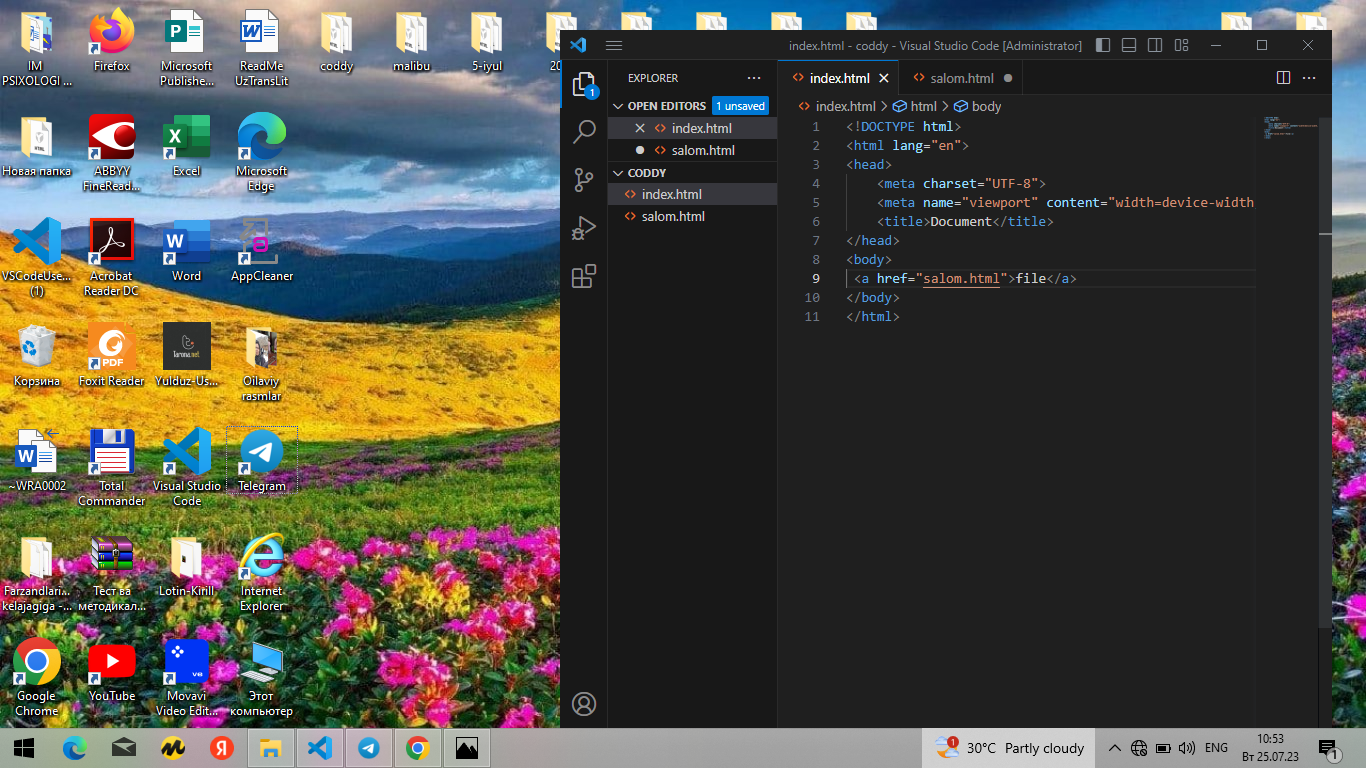 IM
PSIXOLOGI ...
Firefox
Microsoft
Publishe...
ReadMe
UzTransLit
coddy
malibu
5-iyul
20
Новая папка
ABBYY
FineRead...
Excel
Microsoft
Edge
VSCodeUse...
(1)
Acrobat
Reader DC
Word
AppCleaner
Корзина
Foxit Reader
PDF
Tarona.net
Yulduz-Us...
Oilaviy
rasmlar
~WRA0002
Total
Commander
Visual Studio
Code
Telegram
Farzandlari...
kelajagiga -...
Тест ва
методикал...
Lotin-Kirill
Internet
Explorer
Google
Chrome
YouTube
Movavi
Video Edit...
Этот
компьютер
index.html - coddy - Visual Studio Code [Administrator]
EXPLORER
OPEN EDITORS 1 unsaved
index.html
salom.html
CODDY
index.html
salom.html
1
index.html salom.html
index.html > html > body
1 <!DOCTYPE html>
2 <html lang="en">
3 <head>
4 <meta charset="UTF-8">
5 <meta name="viewport" content="width=device-width,
6 <title>Document</title>
7 </head>
8 <body>
9 <a href="salom.html">file</a>
10 </body>
11 </html>
1 30°C Partly cloudy
ENG
10:53
Вт 25.07.23
1